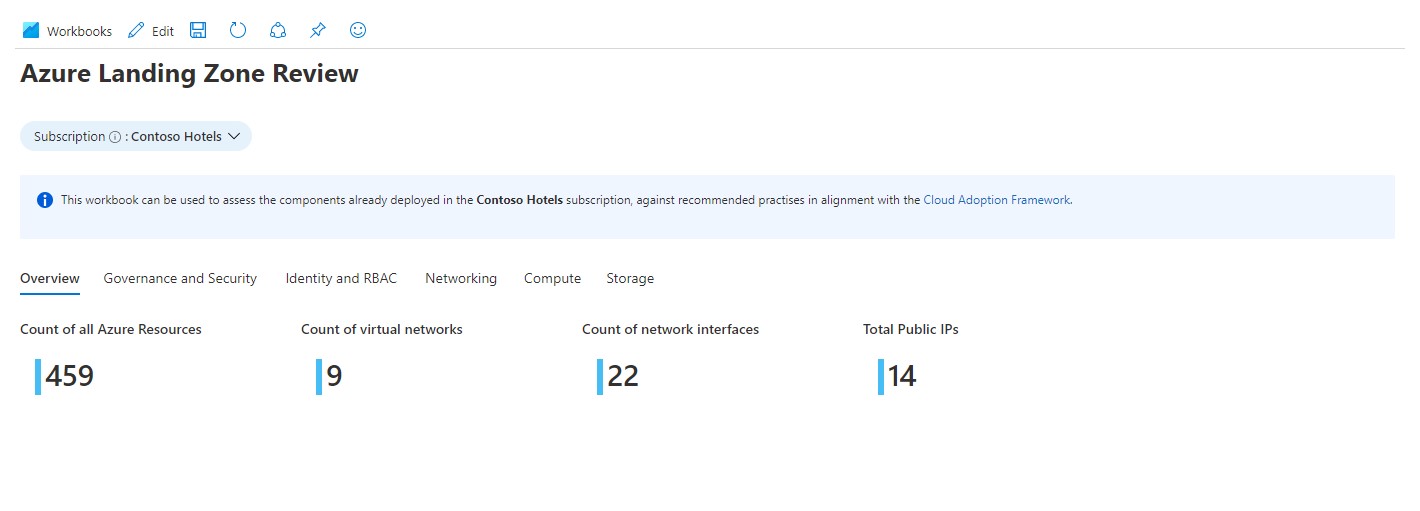 Workbooks Edit
Azure Landing Zone Review
Subscription : Contoso Hotels
This workbook can be used to assess the components already deployed in the Contoso Hotels subscription, against recommended practises in alignment with the Cloud Adoption Framework.
Overview Governance and Security Identity and RBAC Networking Compute Storage
Count of all Azure Resources Count of virtual networks Count of network interfaces Total Public IPs
459 9 22 14